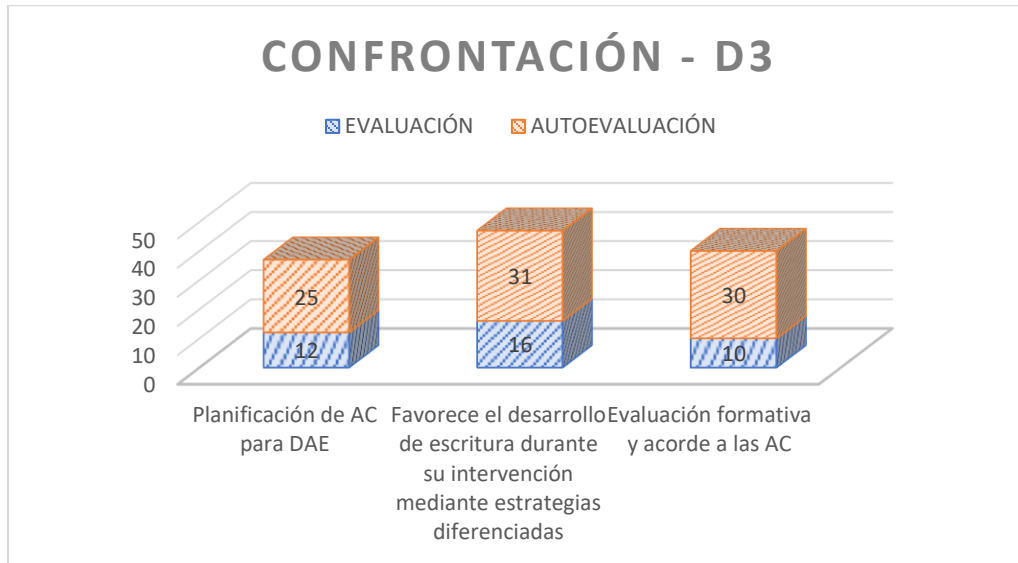 CONFRONTACIÓN - D3
EVALUACIÓN AUTOEVALUACIÓN
50
40
30
20
10
0
25
31
30
12
16
10
Planificación de AC
para DAE
Favorece el desarrollo
de escritura durante
su intervención
mediante estrategias
diferenciadas
Evaluación formativa
y acorde a las AC